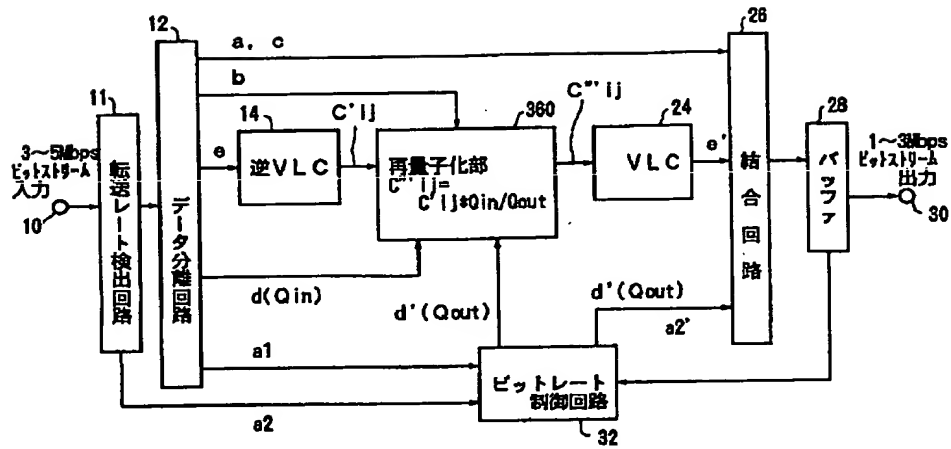 12
26
a, c
b
11
14
C'ij
360
C"'ij
24
28
3～5Mbps
ビットストリーム
入力
10
転送レート検出回路
データ分離回路
e
逆VLC
再量子化部
C"'ij=
C'ij*Qin/Qout
VLC
e'
結合回路
バッファ
1～3Mbps
ビットストリーム
出力
30
d(Qin)
d'(Qout)
d'(Qout)
a2'
a1
a2
ビットレート
制御回路
32